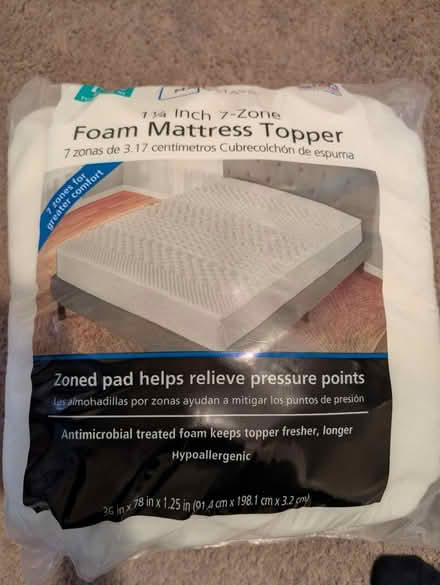 1 1/4 Inch 7-Zone
Foam Mattress Topper
7 zonas de 3.17 centímetros Cubrecolchón de espuma
7 zones for
greater comfort
Zoned pad helps relieve pressure points
Las almohadillas por zonas ayudan a mitigar los puntos de presión
Antimicrobial treated foam keeps topper fresher, longer
Hypoallergenic
36 in x 78 in x 1.25 in (91.4 cm x 198.1 cm x 3.2 cm)